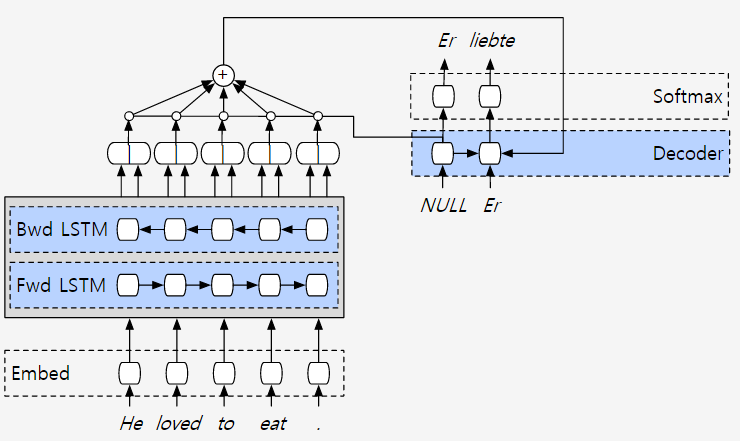 Er liebte
+
Softmax
Decoder
NULL Er
Bwd LSTM
Fwd LSTM
Embed
He loved to eat .